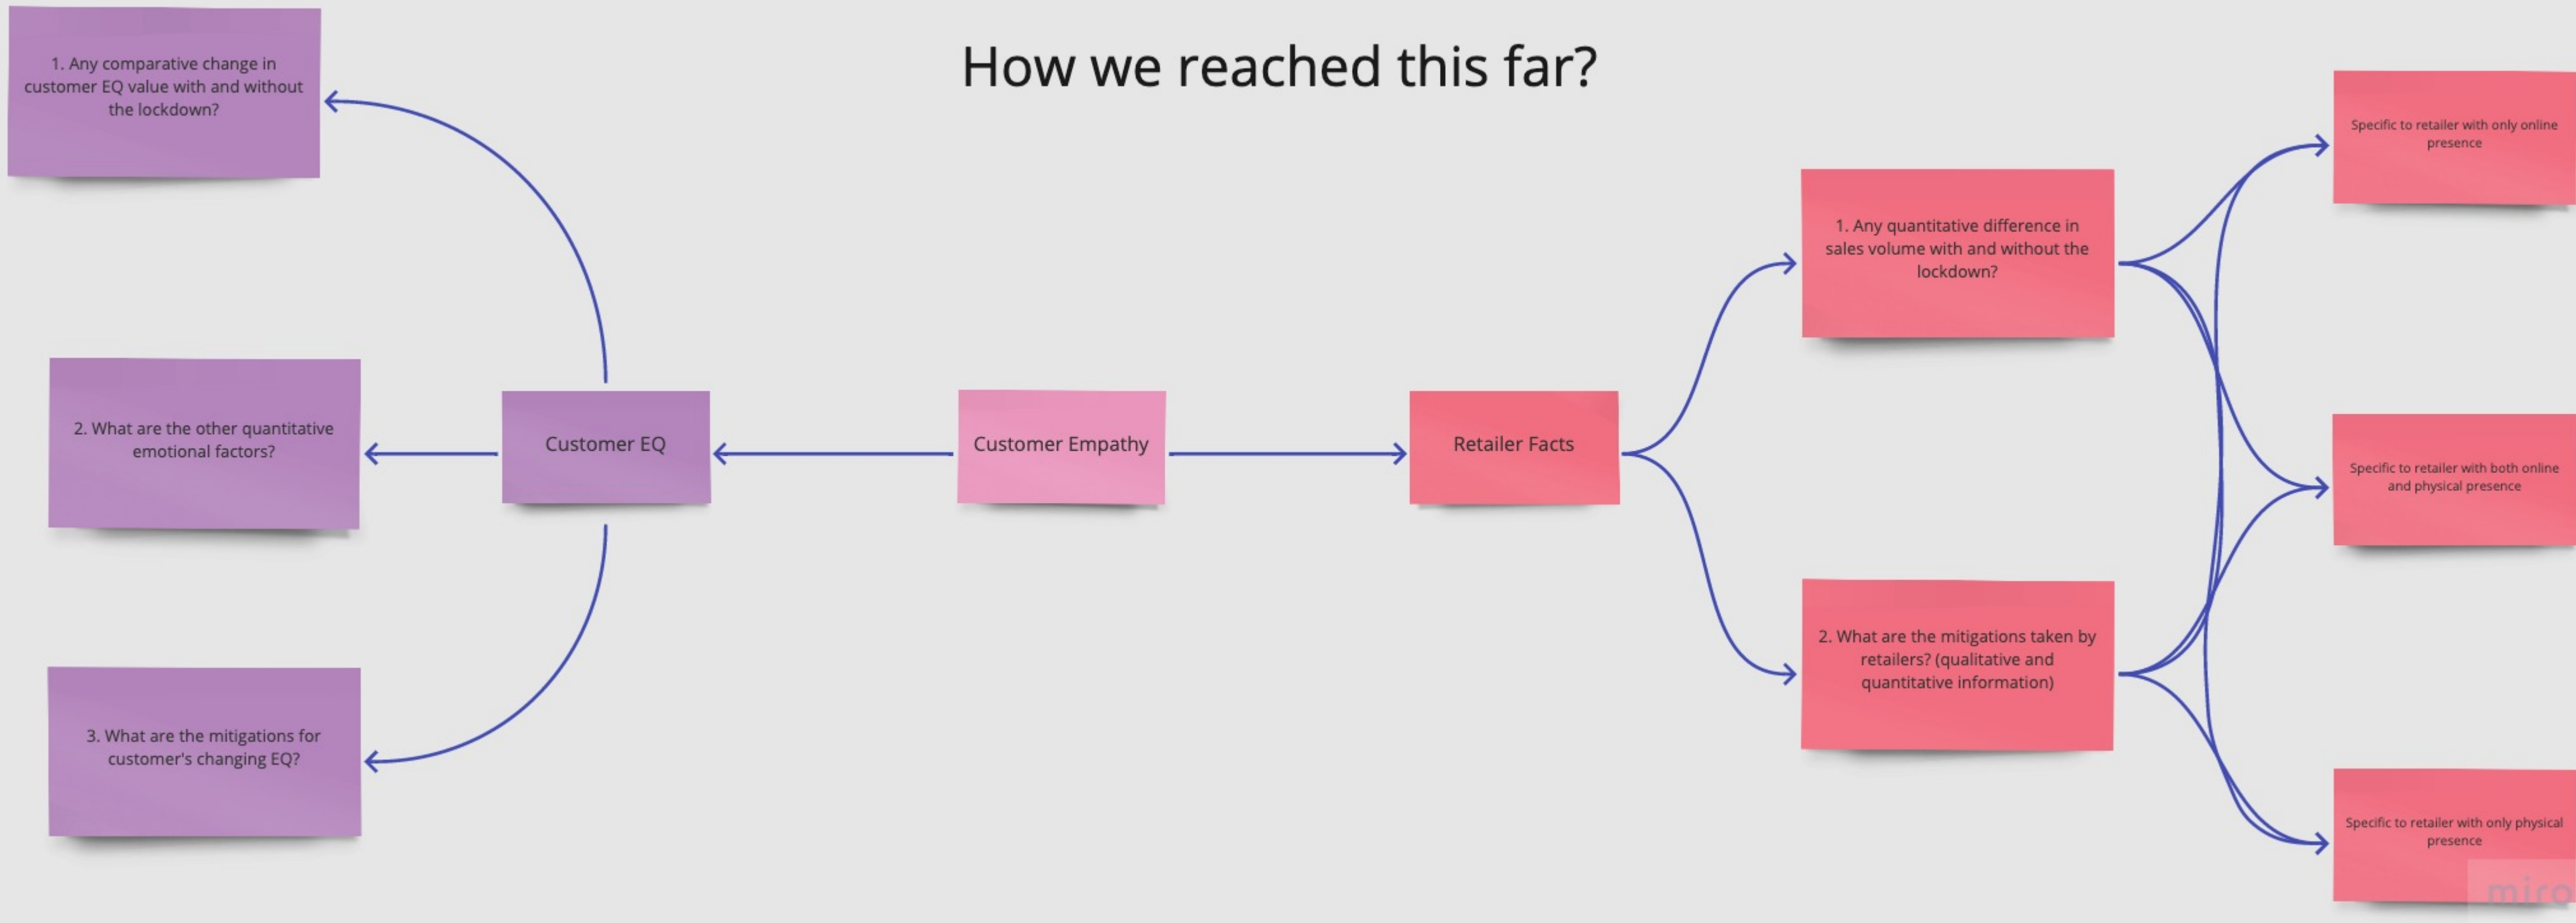 How we reached this far?
1. Any comparative change in
customer EQ value with and without
the lockdown?
2. What are the other quantitative
emotional factors?
3. What are the mitigations for
customer's changing EQ?
Customer EQ
Customer Empathy
Retailer Facts
1. Any quantitative difference in
sales volume with and without the
lockdown?
2. What are the mitigations taken by
retailers? (qualitative and
quantitative information)
Specific to retailer with only online
presence
Specific to retailer with both online
and physical presence
Specific to retailer with only physical
presence
miro